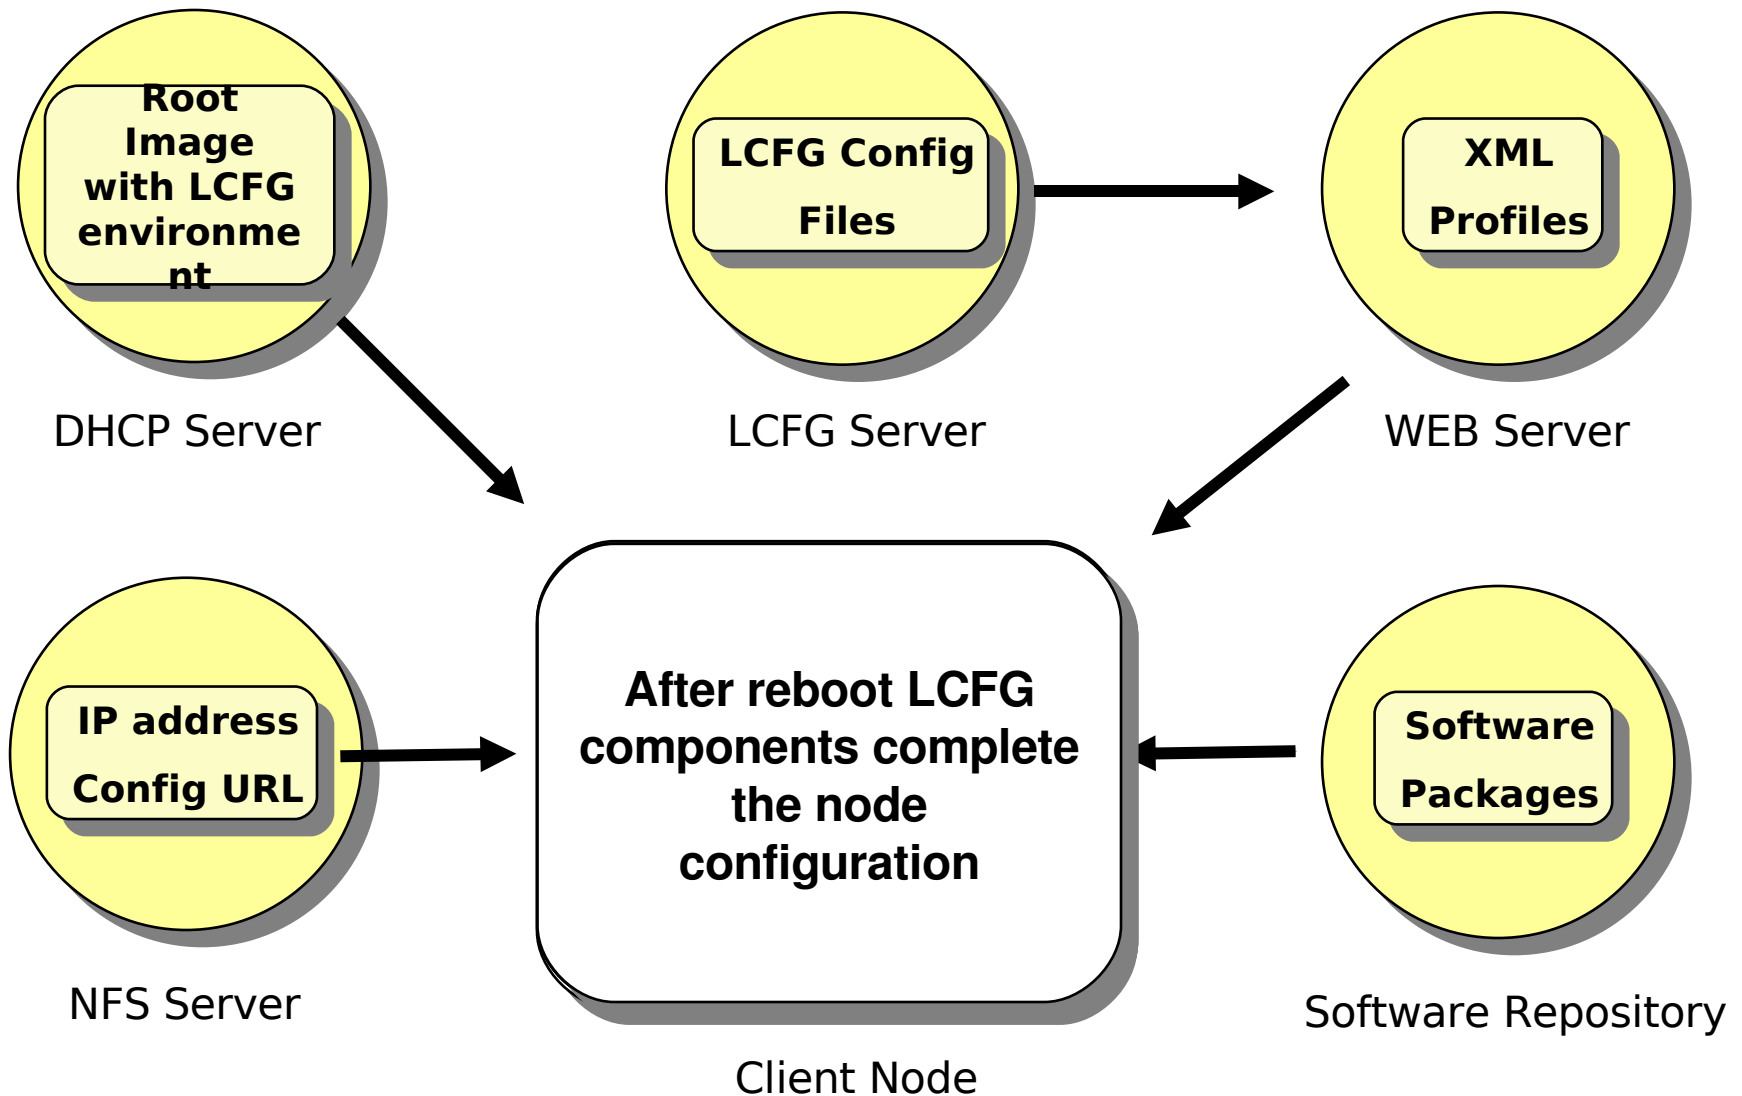 Root
Image
with LCFG
environme
nt
DHCP Server
LCFG Config
Files
LCFG Server
XML
Profiles
WEB Server
IP address
Config URL
NFS Server
After reboot LCFG
components complete
the node
configuration
Client Node
Software
Packages
Software Repository